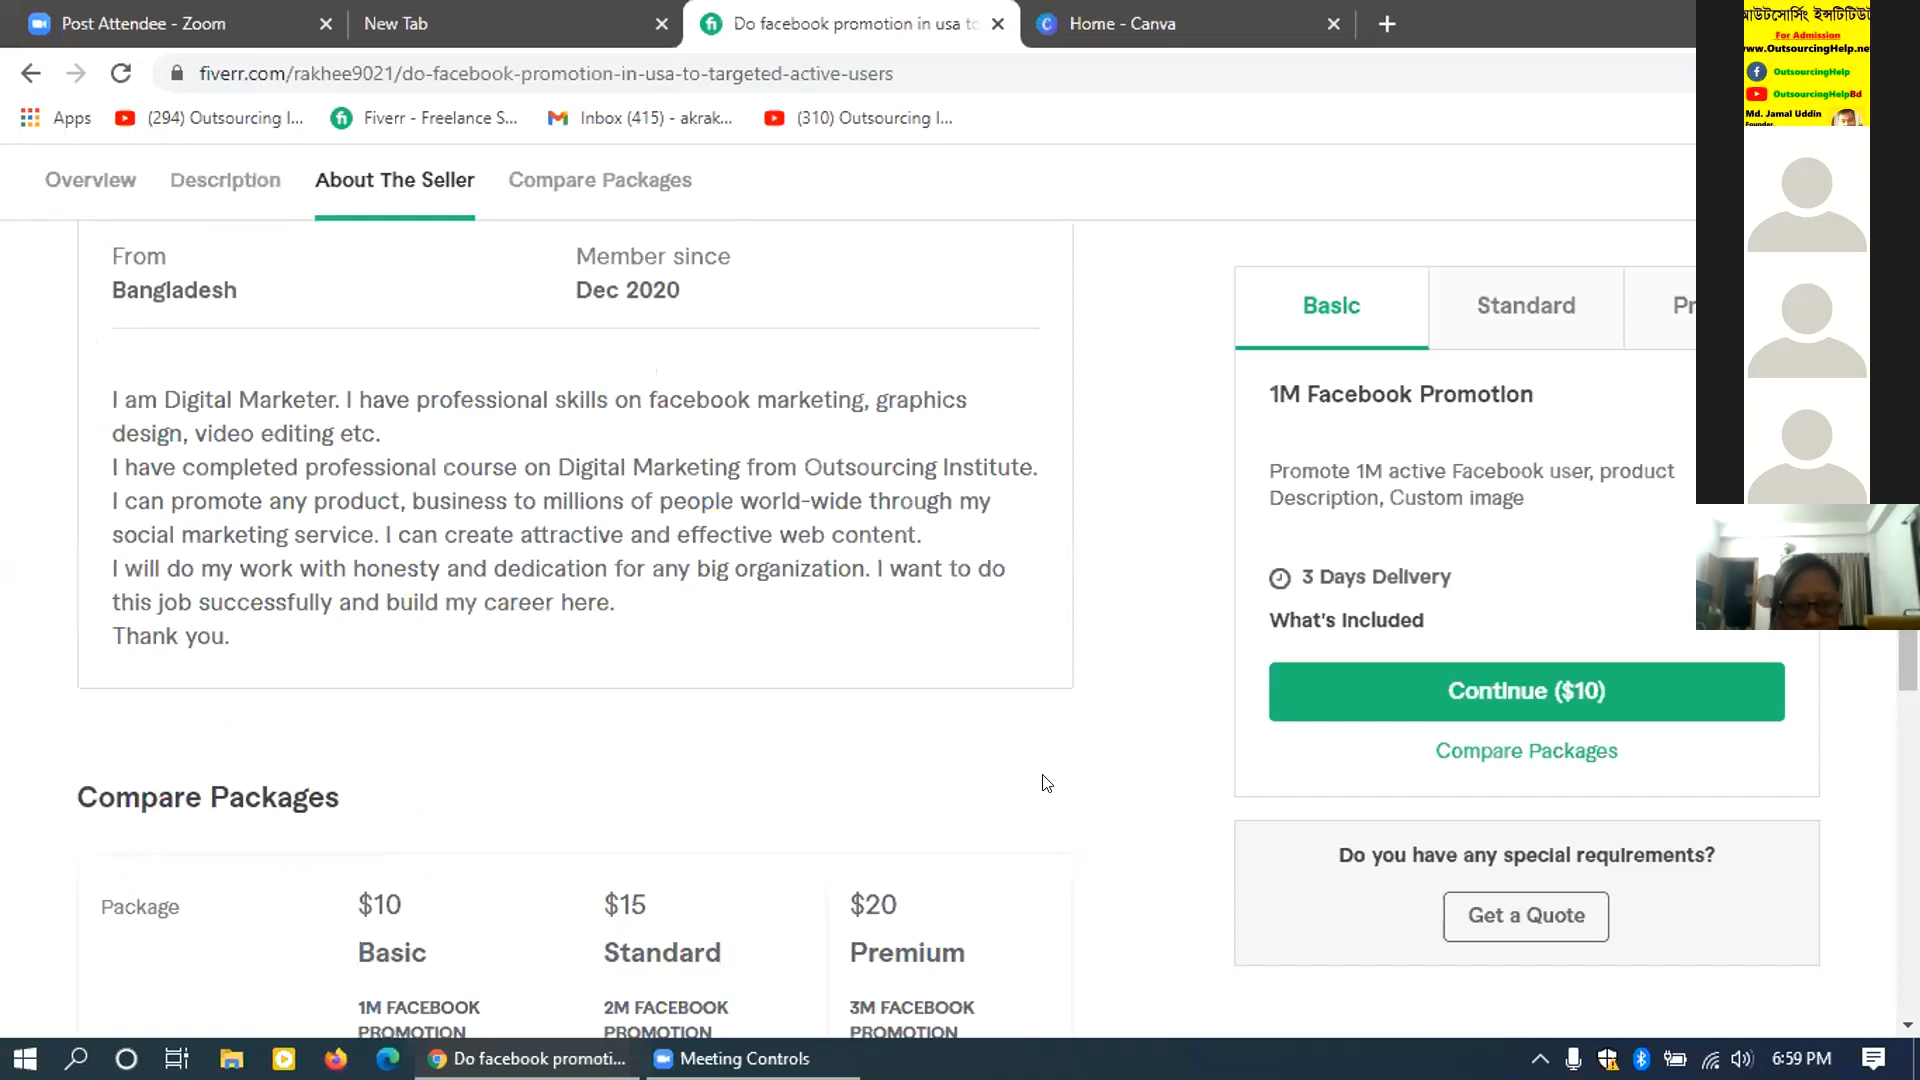 Post Attendee - Zoom
New Tab
Do facebook promotion in usa to
Home - Canva
fiverr.com/rakhee9021/do-facebook-promotion-in-usa-to-targeted-active-users
Apps
(294) Outsourcing I...
Fiverr - Freelance S...
Inbox (415) - akrak...
(310) Outsourcing I...
Overview
Description
About The Seller
Compare Packages
From
Member since
Bangladesh
Dec 2020
I am Digital Marketer. I have professional skills on facebook marketing, graphics
design, video editing etc.
I have completed professional course on Digital Marketing from Outsourcing Institute.
I can promote any product, business to millions of people world-wide through my
social marketing service. I can create attractive and effective web content.
I will do my work with honesty and dedication for any big organization. I want to do
this job successfully and build my career here.
Thank you.
Compare Packages
Package
$10
$15
$20
Basic
Standard
Premium
1M FACEBOOK
2M FACEBOOK
3M FACEBOOK
PROMOTION
PROMOTION
PROMOTION
Basic
Standard
Pr
1M Facebook Promotion
Promote 1M active Facebook user, product
Description, Custom image
3 Days Delivery
What's Included
Continue ($10)
Compare Packages
Do you have any special requirements?
Get a Quote
আউটসোর্সিং ইন্সটিটিউট
For Admission
www.OutsourcingHelp.ne
OutsourcingHelp
OutsourcingHelpBd
Md. Jamal Uddin
Founder
Do facebook promoti...
Meeting Controls
6:59 PM